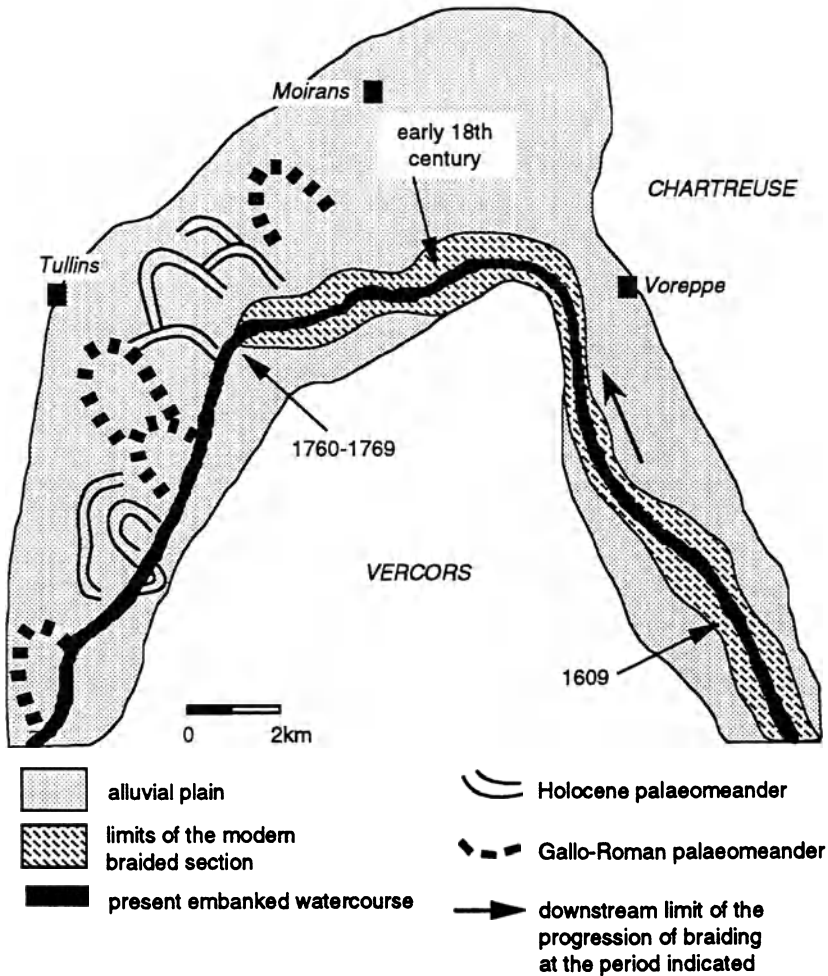 Moirans
early 18th
century
CHARTREUSE
Tullins
Voreppe
1760-1769
VERCORS
1609
0 2km
alluvial plain
limits of the modern
braided section
present embanked watercourse
Holocene palaeomeander
Gallo-Roman palaeomeander
downstream limit of the
progression of braiding
at the period indicated